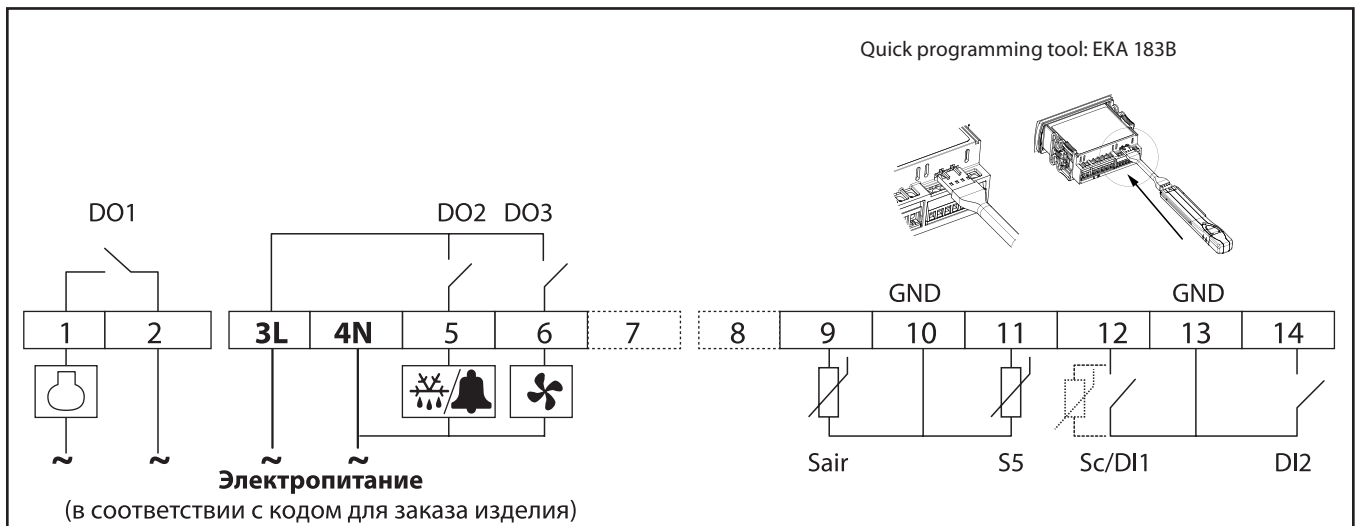 Quick programming tool: EKA 183B
DO1
DO2 DO3
GND GND
1 2 3L 4N 5 6 7 8 9 10 11 12 13 14
~ ~ ~ ~
Sair S5 Sc/DI1 DI2
Электропитание
(в соответствии с кодом для заказа изделия)